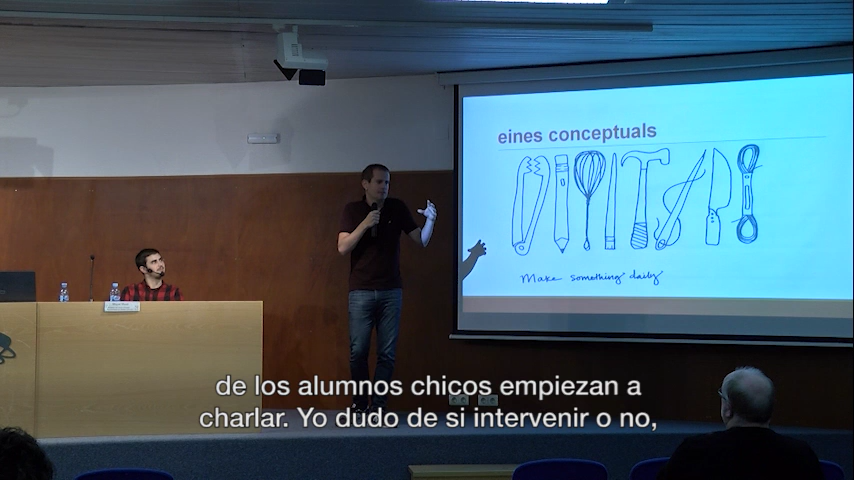 eines conceptuals
Make something daily
de los alumnos chicos empiezan a
charlar. Yo dudo de si intervenir o no,